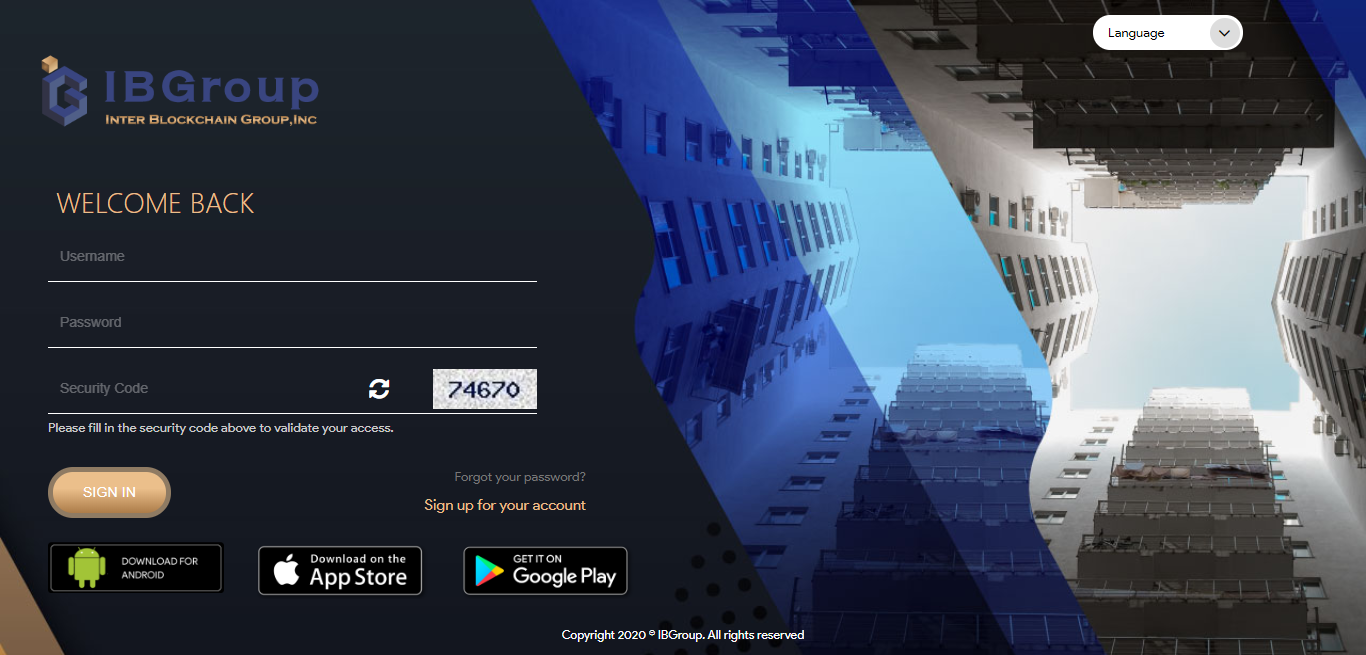 Language
IBGroup
INTER BLOCKCHAIN GROUP,INC
WELCOME BACK
Username
Password
Security Code
74670
Please fill in the security code above to validate your access.
SIGN IN
Forgot your password?
Sign up for your account
DOWNLOAD FOR
ANDROID
Download on the
App Store
GET IT ON
Google Play
Copyright 2020 © IBGroup. All rights reserved